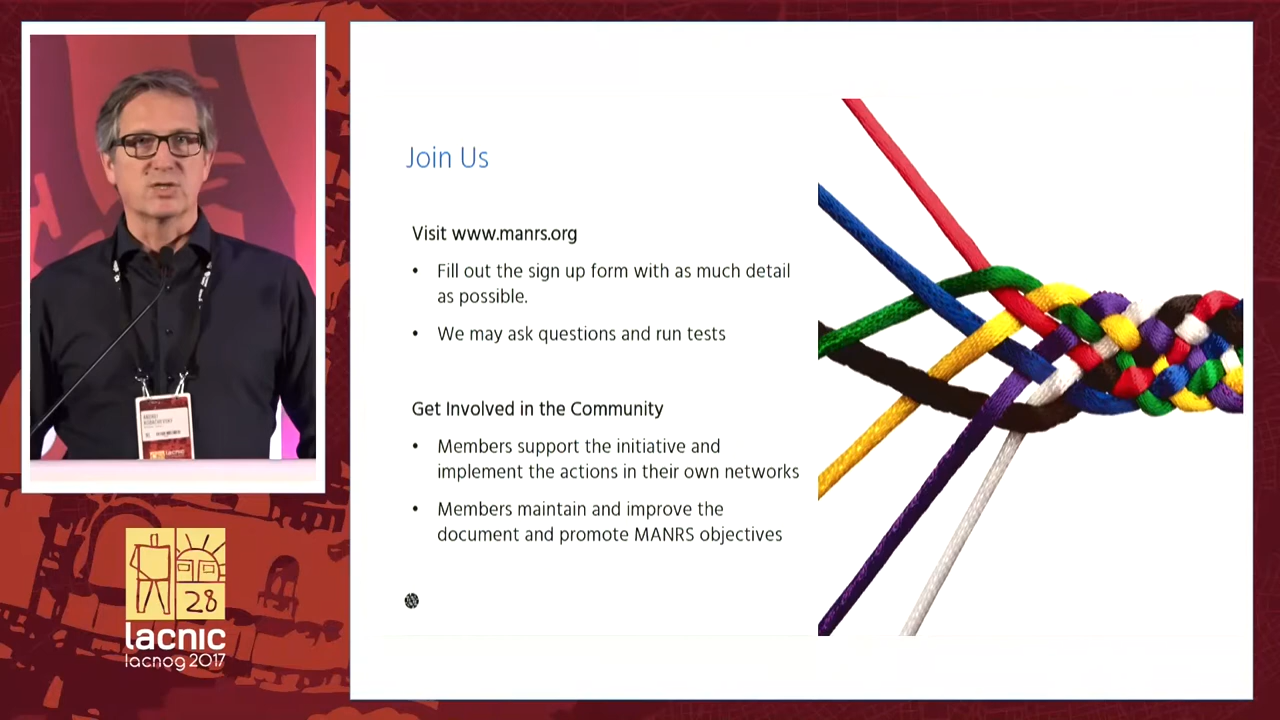 Join Us
Visit www.manrs.org
• Fill out the sign up form with as much detail
as possible.
• We may ask questions and run tests
Get Involved in the Community
• Members support the initiative and
implement the actions in their own networks
• Members maintain and improve the
document and promote MANRS objectives
28
lacnic
lacnog 2017
lacnic